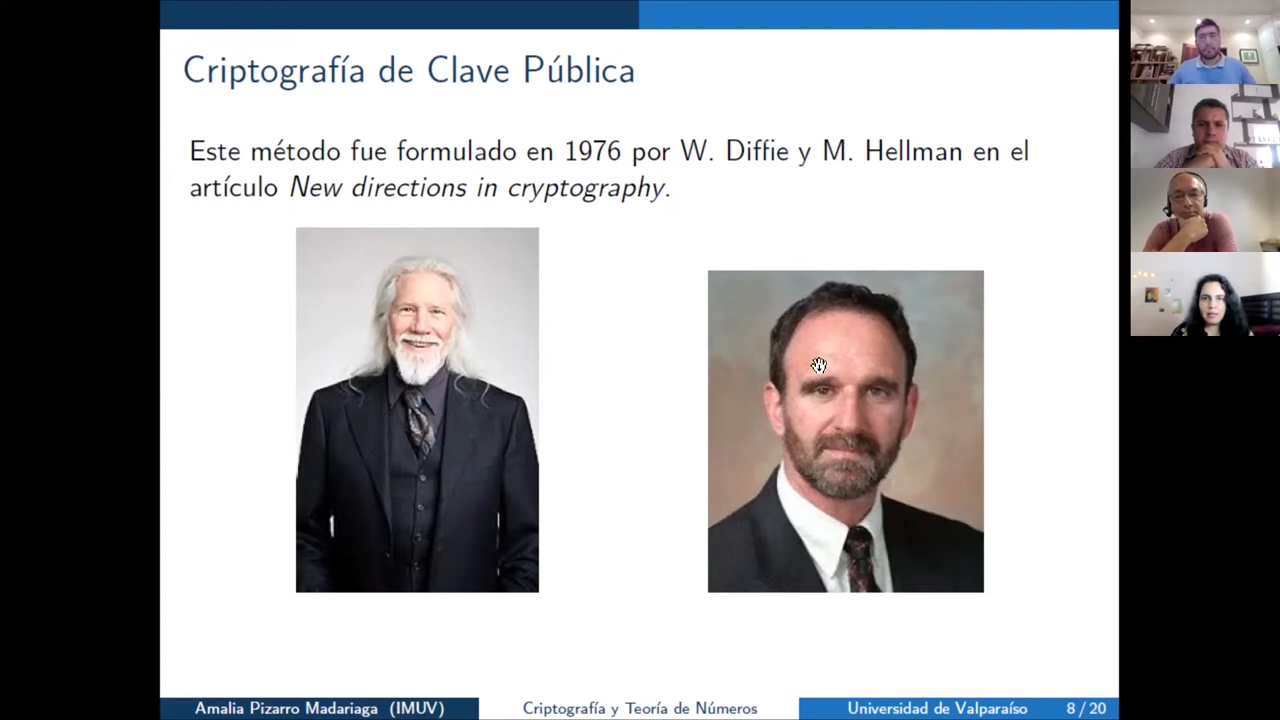 Criptografía de Clave Pública
Este método fue formulado en 1976 por W. Diffie y M. Hellman en el
artículo New directions in cryptography.
Amalia Pizarro Madariaga (IMUV) Criptografía y Teoría de Números Universidad de Valparaíso 8 / 20